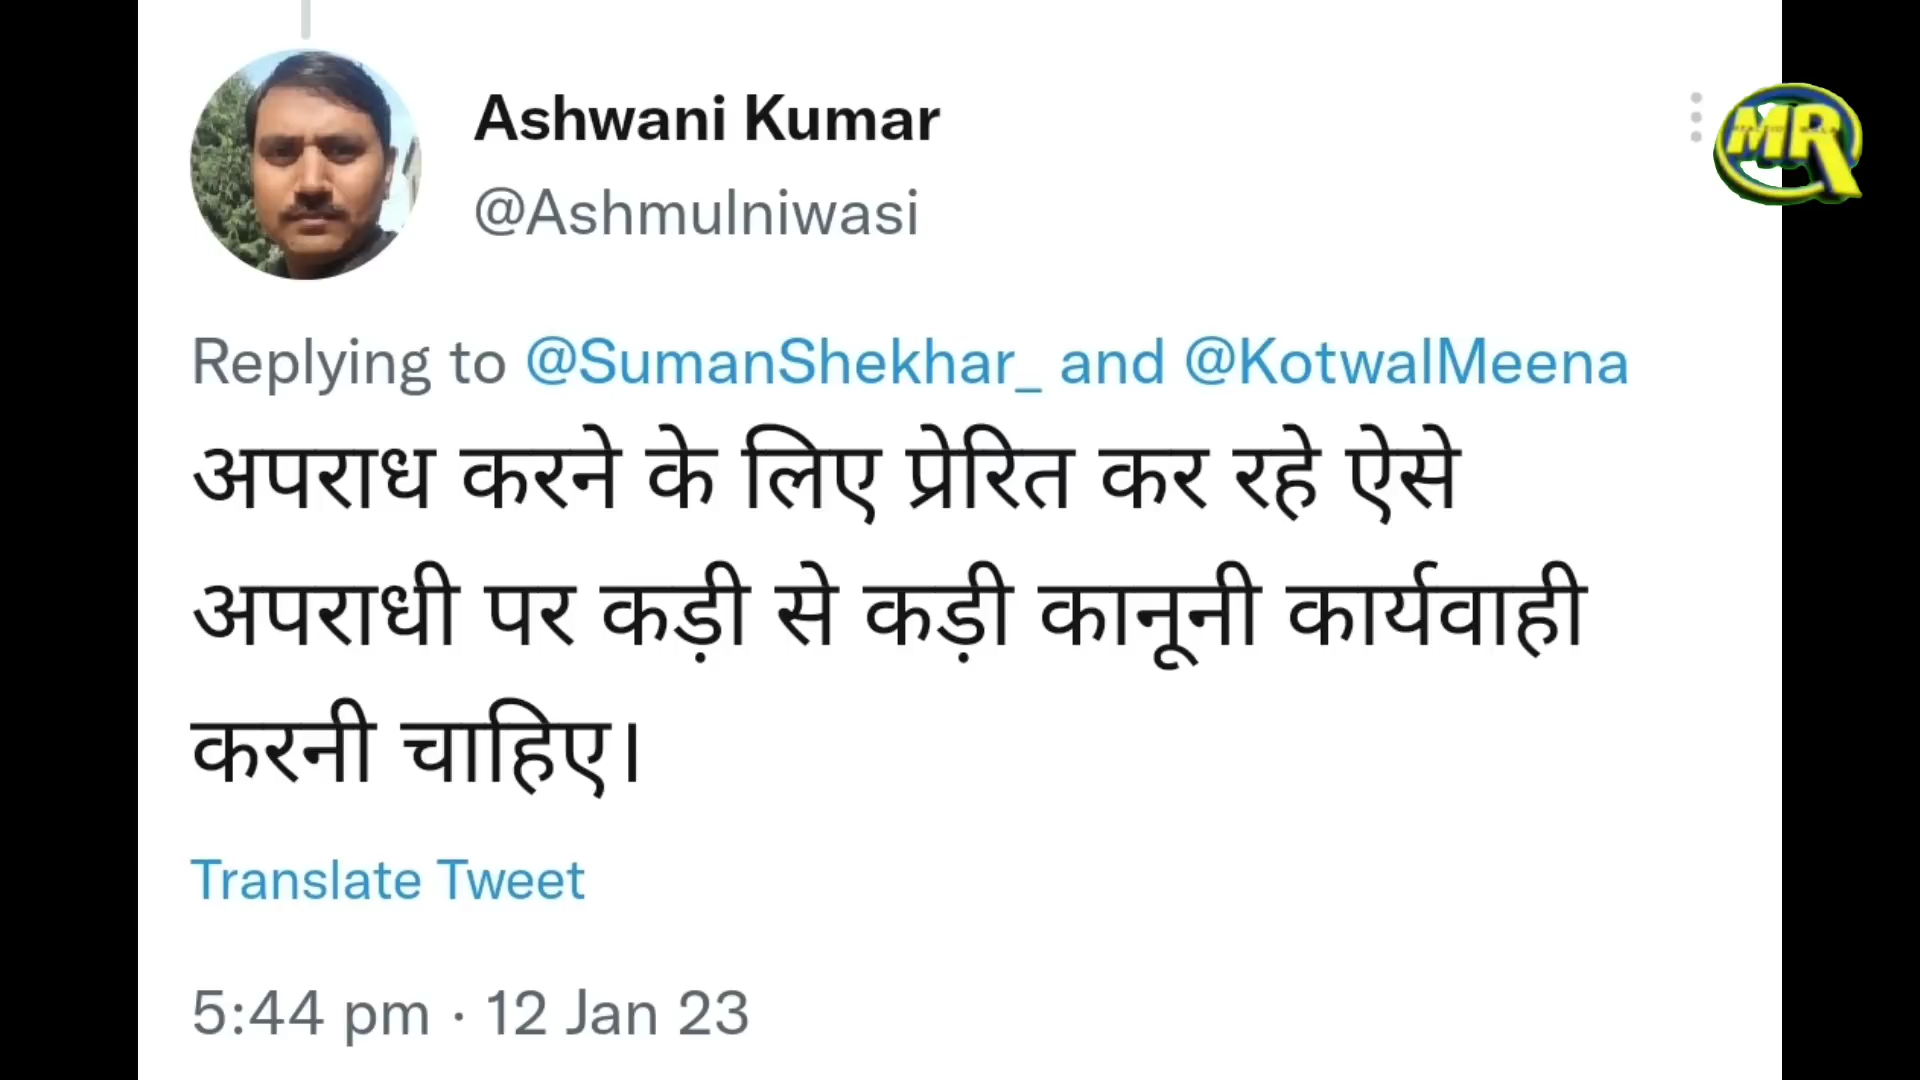 Ashwani Kumar
@Ashmulniwasi
MR
Replying to @SumanShekhar_ and @KotwalMeena
अपराध करने के लिए प्रेरित कर रहे ऐसे
अपराधी पर कड़ी से कड़ी कानूनी कार्यवाही
करनी चाहिए।
Translate Tweet
5:44 pm · 12 Jan 23